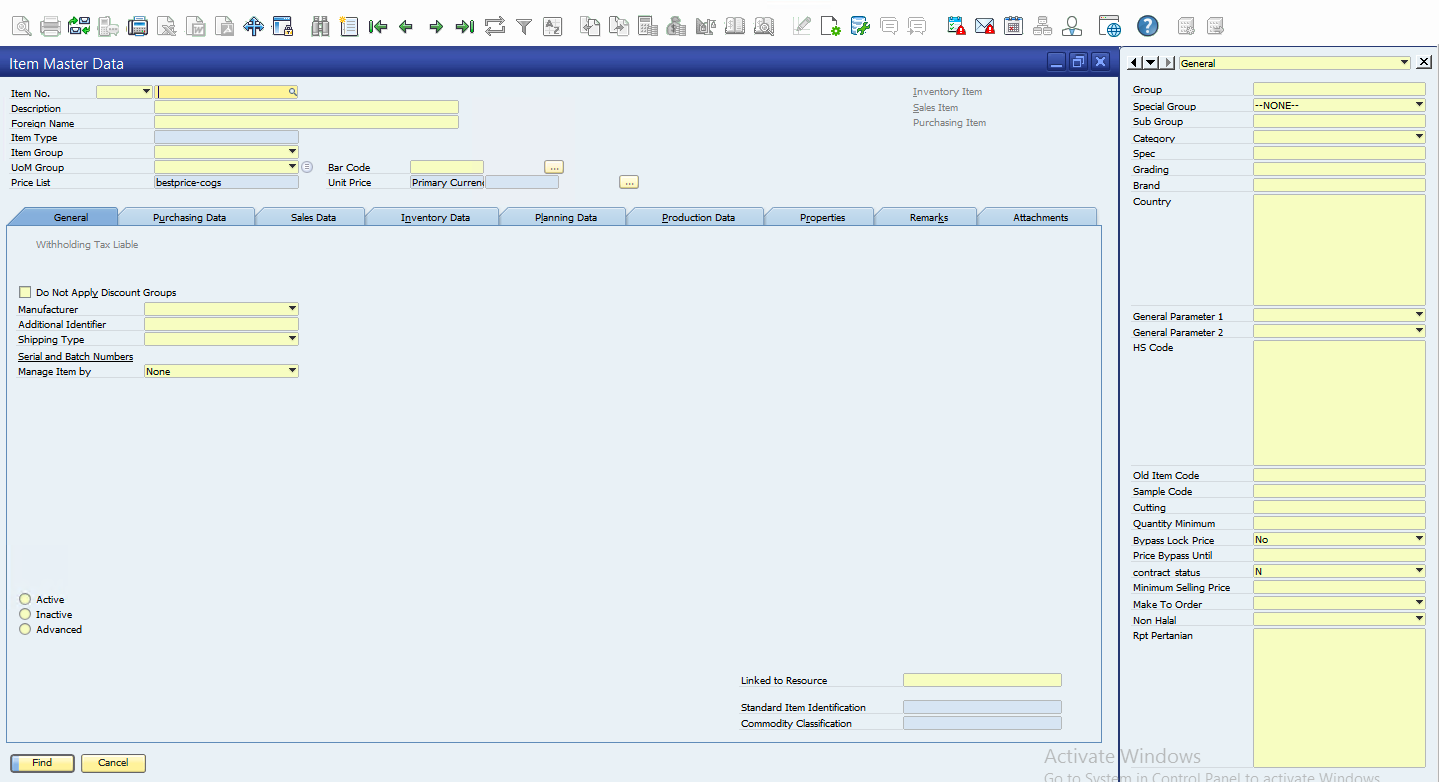 Item Master Data
General
Item No.
Description
Foreign Name
Item Type
Item Group
UoM Group
Bar Code
...
Price List
bestprice-cogs
Unit Price
Primary Curren
...
Inventory Item
Sales Item
Purchasing Item
General
Purchasing Data
Sales Data
Inventory Data
Planning Data
Production Data
Properties
Remarks
Attachments
Withholding Tax Liable
Do Not Apply Discount Groups
Manufacturer
Additional Identifier
Shipping Type
Serial and Batch Numbers
Manage Item by
None
Active
Inactive
Advanced
Linked to Resource
Standard Item Identification
Commodity Classification
Find
Cancel
Group
Special Group
--NONE--
Sub Group
Category
Spec
Grading
Brand
Country
General Parameter 1
General Parameter 2
HS Code
Old Item Code
Sample Code
Cutting
Quantity Minimum
Bypass Lock Price
No
Price Bypass Until
contract_status
N
Minimum Selling Price
Make To Order
Non Halal
Rpt Pertanian
Activate Windows
Go to System in Control Panel to activate Windows.